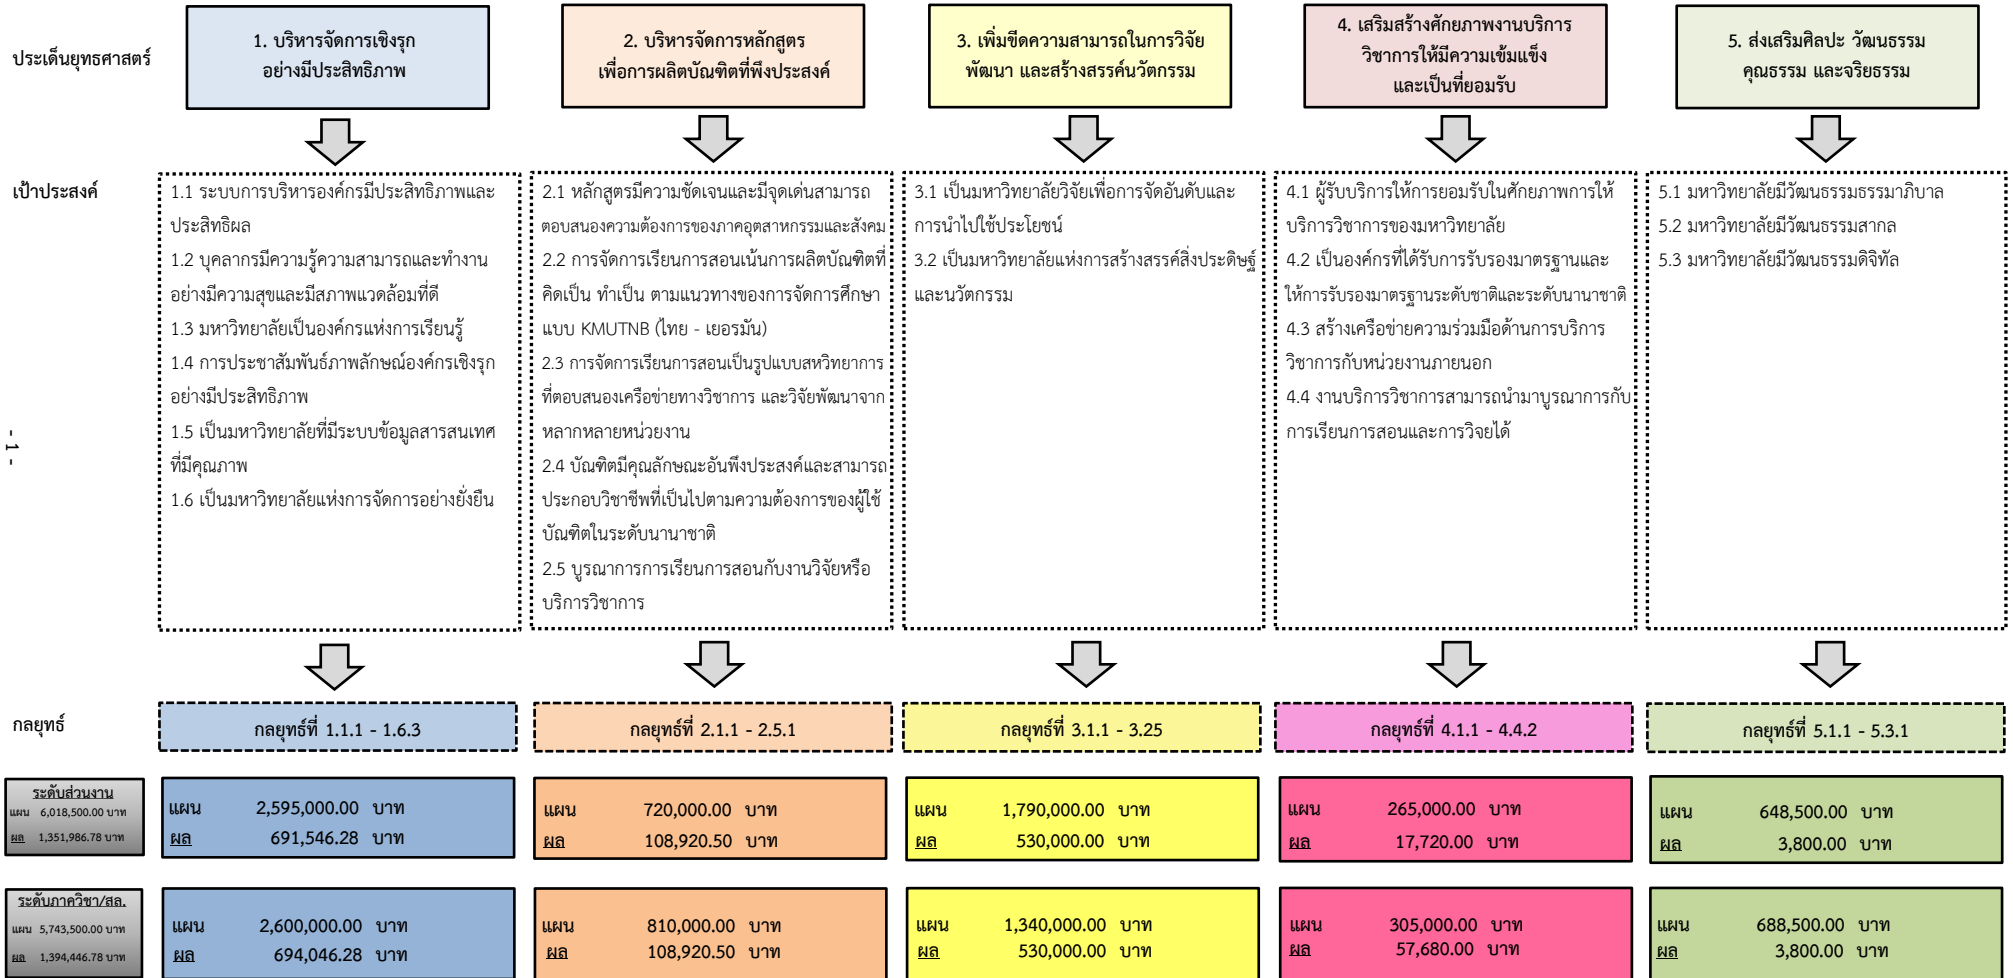 ประเด็นยุทธศาสตร์
1. บริหารจัดการเชิงรุก
อย่างมีประสิทธิภาพ
2. บริหารจัดการหลักสูตร
เพื่อการผลิตบัณฑิตที่พึงประสงค์
3. เพิ่มขีดความสามารถในการวิจัย
พัฒนา และสร้างสรรค์นวัตกรรม
4. เสริมสร้างศักยภาพงานบริการ
วิชาการให้มีความเข้มแข็ง
และเป็นที่ยอมรับ
5. ส่งเสริมศิลปะ วัฒนธรรม
คุณธรรม และจริยธรรม
เป้าประสงค์
1.1 ระบบการบริหารองค์กรมีประสิทธิภาพและ
ประสิทธิผล
1.2 บุคลากรมีความรู้ความสามารถและทำงาน
อย่างมีความสุขและมีสภาพแวดล้อมที่ดี
1.3 มหาวิทยาลัยเป็นองค์กรแห่งการเรียนรู้
1.4 การประชาสัมพันธ์ภาพลักษณ์องค์กรเชิงรุก
อย่างมีประสิทธิภาพ
1.5 เป็นมหาวิทยาลัยที่มีระบบข้อมูลสารสนเทศ
ที่มีคุณภาพ
1.6 เป็นมหาวิทยาลัยแห่งการจัดการอย่างยั่งยืน
2.1 หลักสูตรมีความชัดเจนและมีจุดเด่นสามารถ
ตอบสนองความต้องการของภาคอุตสาหกรรมและสังคม
2.2 การจัดการเรียนการสอนเน้นการผลิตบัณฑิตที่
คิดเป็น ทำเป็น ตามแนวทางของการจัดการศึกษา
แบบ KMUTNB (ไทย - เยอรมัน)
2.3 การจัดการเรียนการสอนเป็นรูปแบบสหวิทยาการ
ที่ตอบสนองเครือข่ายทางวิชาการ และวิจัยพัฒนาจาก
หลากหลายหน่วยงาน
2.4 บัณฑิตมีคุณลักษณะอันพึงประสงค์และสามารถ
ประกอบวิชาชีพที่เป็นไปตามความต้องการของผู้ใช้
บัณฑิตในระดับนานาชาติ
2.5 บูรณาการการเรียนการสอนกับงานวิจัยหรือ
บริการวิชาการ
3.1 เป็นมหาวิทยาลัยวิจัยเพื่อการจัดอันดับและ
การนำไปใช้ประโยชน์
3.2 เป็นมหาวิทยาลัยแห่งการสร้างสรรค์สิ่งประดิษฐ์
และนวัตกรรม
4.1 ผู้รับบริการให้การยอมรับในศักยภาพการให้
บริการวิชาการของมหาวิทยาลัย
4.2 เป็นองค์กรที่ได้รับการรับรองมาตรฐานและ
ให้การรับรองมาตรฐานระดับชาติและระดับนานาชาติ
4.3 สร้างเครือข่ายความร่วมมือด้านการบริการ
วิชาการกับหน่วยงานภายนอก
4.4 งานบริการวิชาการสามารถนำมาบูรณาการกับ
การเรียนการสอนและการวิจยได้
5.1 มหาวิทยาลัยมีวัฒนธรรมธรรมาภิบาล
5.2 มหาวิทยาลัยมีวัฒนธรรมสากล
5.3 มหาวิทยาลัยมีวัฒนธรรมดิจิทัล
- 1 -
กลยุทธ์
กลยุทธ์ที่ 1.1.1 - 1.6.3
กลยุทธ์ที่ 2.1.1 - 2.5.1
กลยุทธ์ที่ 3.1.1 - 3.25
กลยุทธ์ที่ 4.1.1 - 4.4.2
กลยุทธ์ที่ 5.1.1 - 5.3.1
ระดับส่วนงาน
แผน 6,018,500.00 บาท
ผล 1,351,986.78 บาท
แผน 2,595,000.00 บาท
ผล 691,546.28 บาท
แผน 720,000.00 บาท
ผล 108,920.50 บาท
แผน 1,790,000.00 บาท
ผล 530,000.00 บาท
แผน 265,000.00 บาท
ผล 17,720.00 บาท
แผน 648,500.00 บาท
ผล 3,800.00 บาท
ระดับภาควิชา/สล.
แผน 5,743,500.00 บาท
ผล 1,394,446.78 บาท
แผน 2,600,000.00 บาท
ผล 694,046.28 บาท
แผน 810,000.00 บาท
ผล 108,920.50 บาท
แผน 1,340,000.00 บาท
ผล 530,000.00 บาท
แผน 305,000.00 บาท
ผล 57,680.00 บาท
แผน 688,500.00 บาท
ผล 3,800.00 บาท